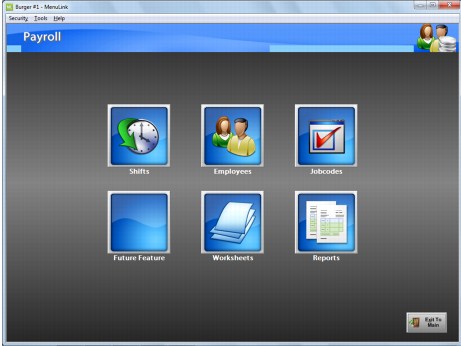 Burger #1 - MenuLink
Security Tools Help
Payroll
Shifts Employees Jobcodes
Future Feature Worksheets Reports
Exit To
Main